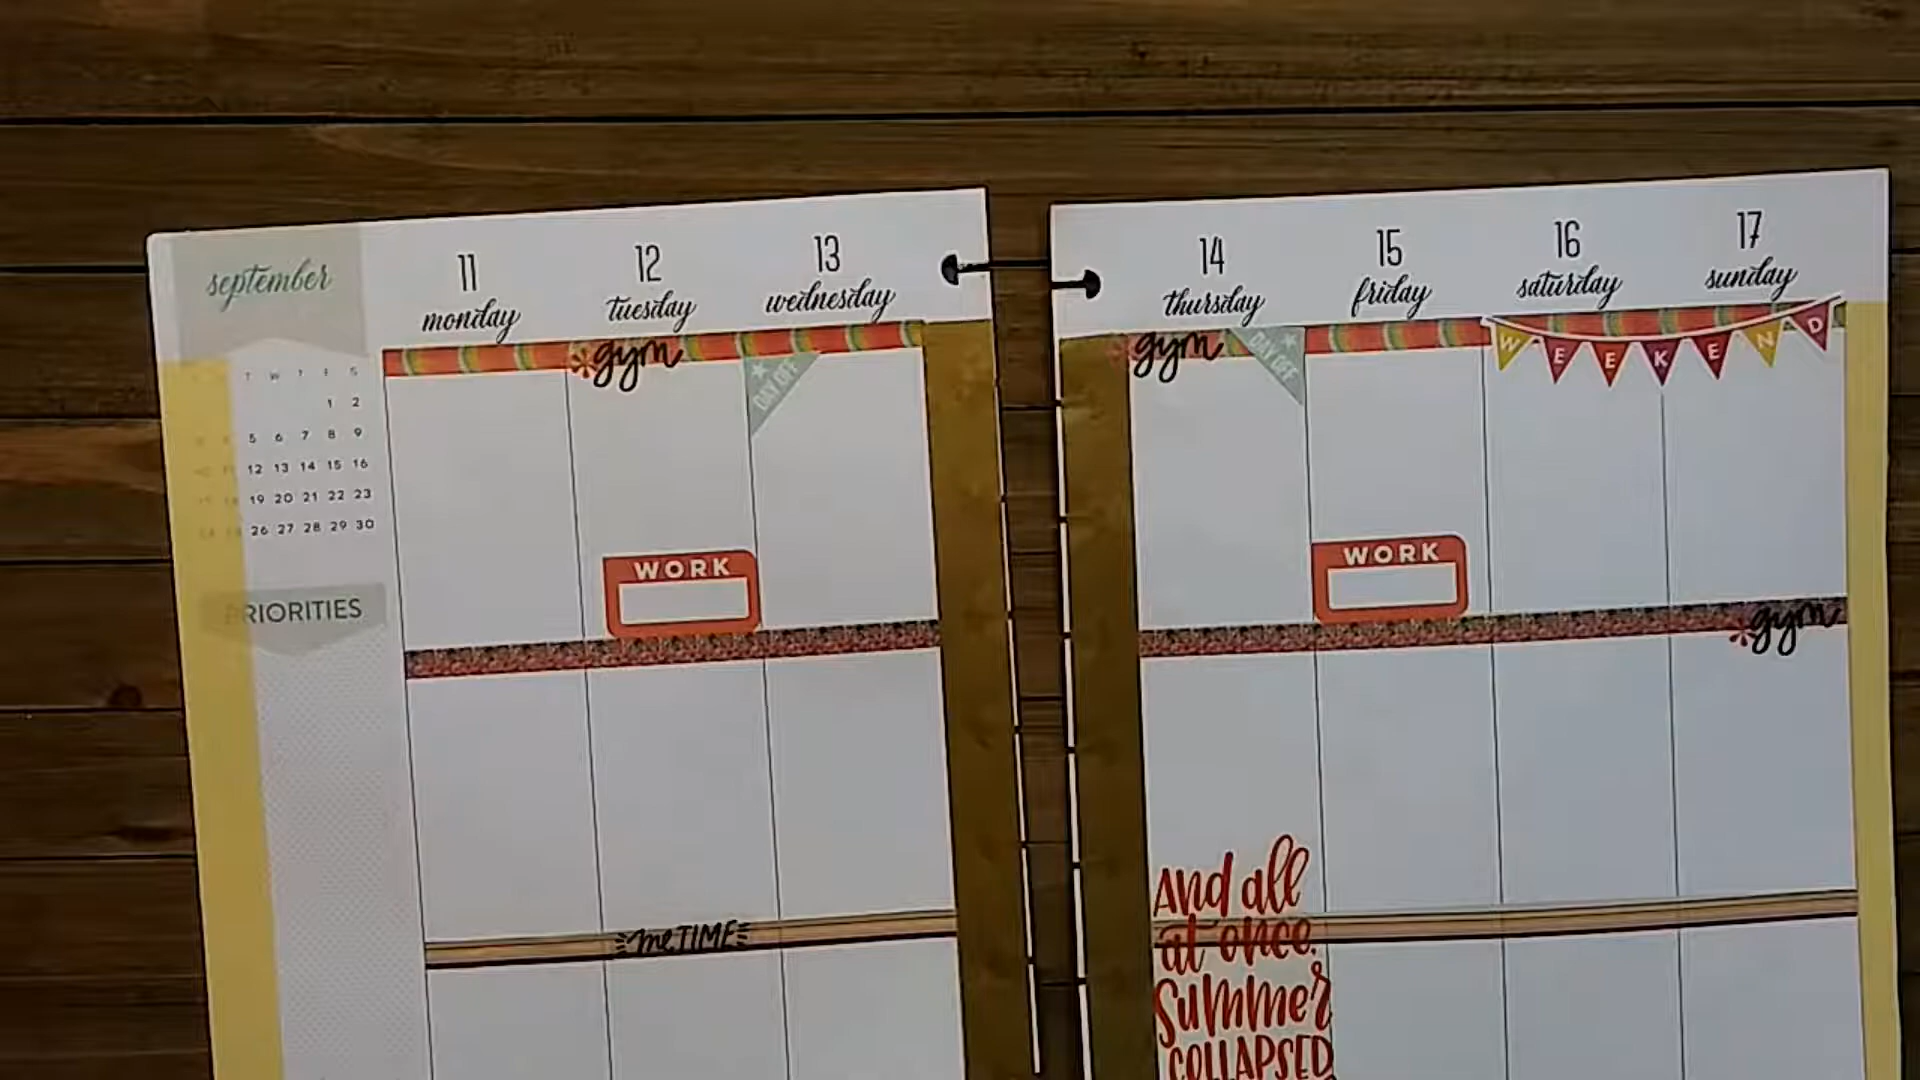 september
T W T F S
1 2
5 6 7 8 9
12 13 14 15 16
19 20 21 22 23
26 27 28 29 30
PRIORITIES
11
monday
12
tuesday
13
wednesday
gym
DAY OFF
WORK
me TIME
14
thursday
15
friday
16
saturday
17
sunday
gym
DAY OFF
WEEKEND
WORK
gym
And all
at once,
Summer
COLLAPSED